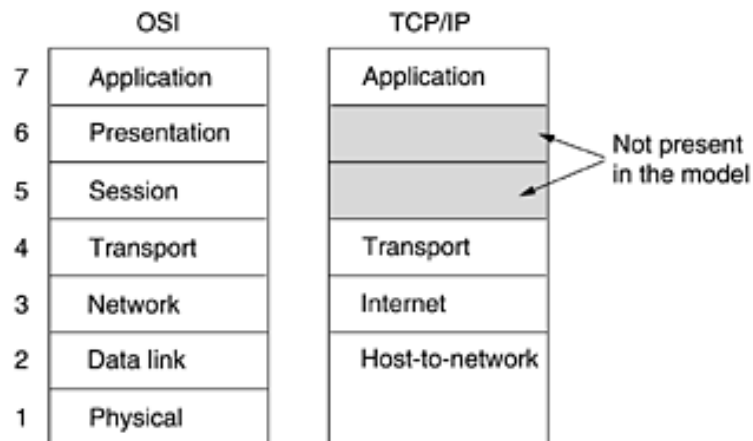 OSI TCP/IP
7 Application Application
6 Presentation
5 Session
Not present
in the model
4 Transport Transport
3 Network Internet
2 Data link Host-to-network
1 Physical